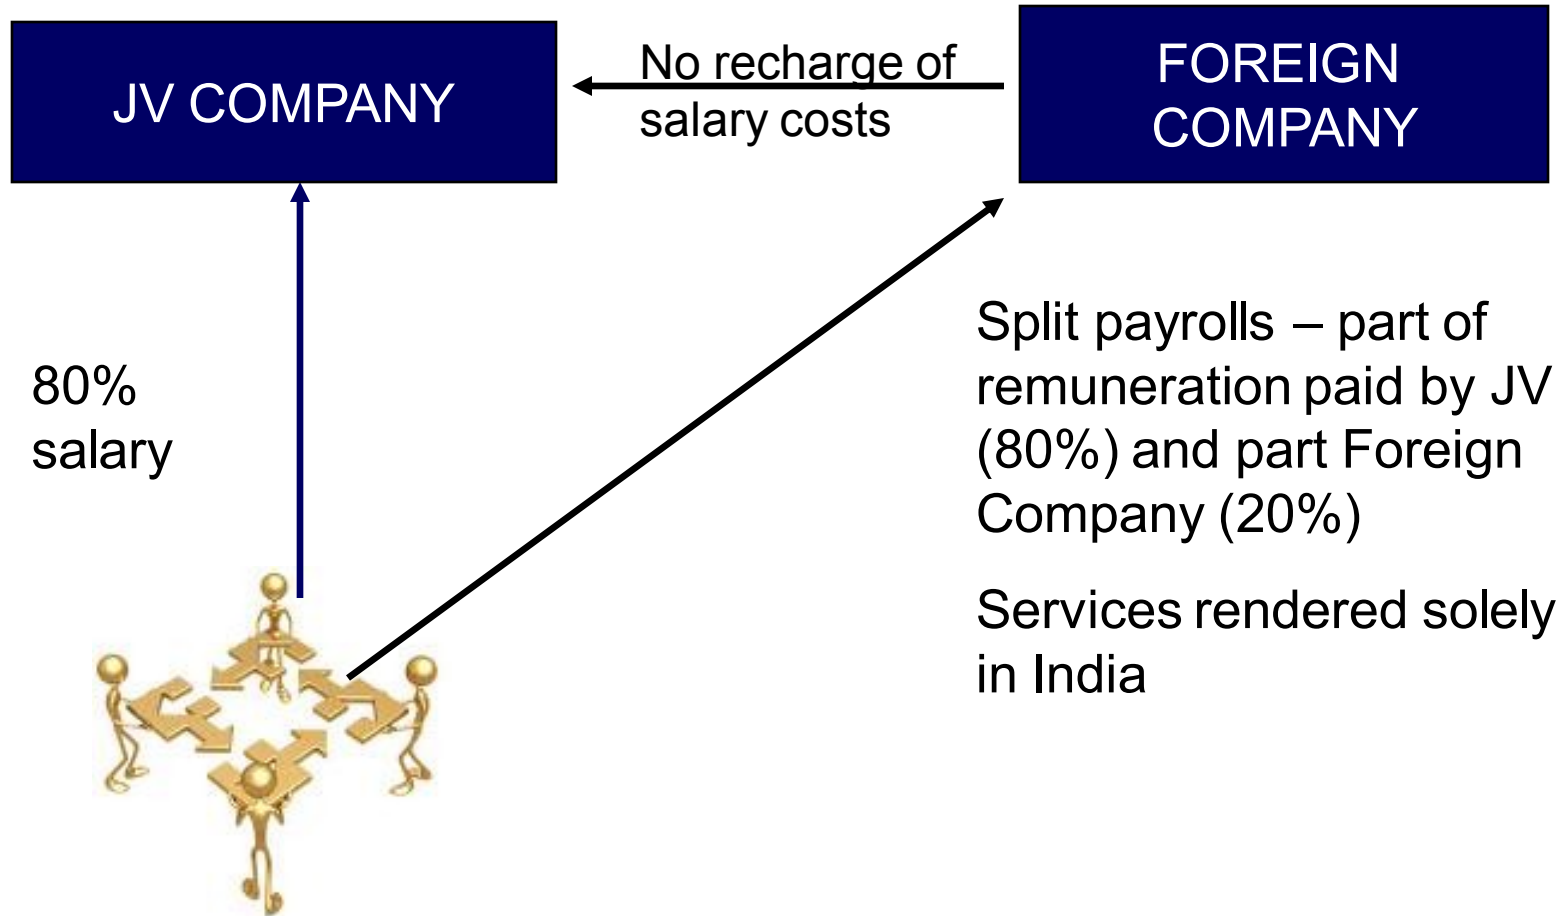 JV COMPANY
No recharge of
salary costs
FOREIGN
COMPANY
80%
salary
Split payrolls – part of
remuneration paid by JV
(80%) and part Foreign
Company (20%)
Services rendered solely
in India